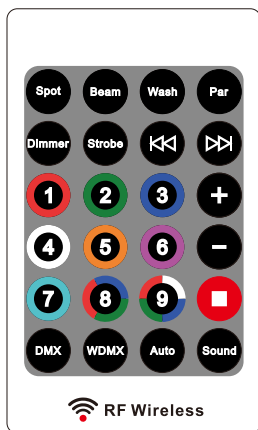 Spot Beam Wash Par
Dimmer Strobe
1 2 3 +
4 5 6 -
7 8 9
DMX WDMX Auto Sound
RF Wireless